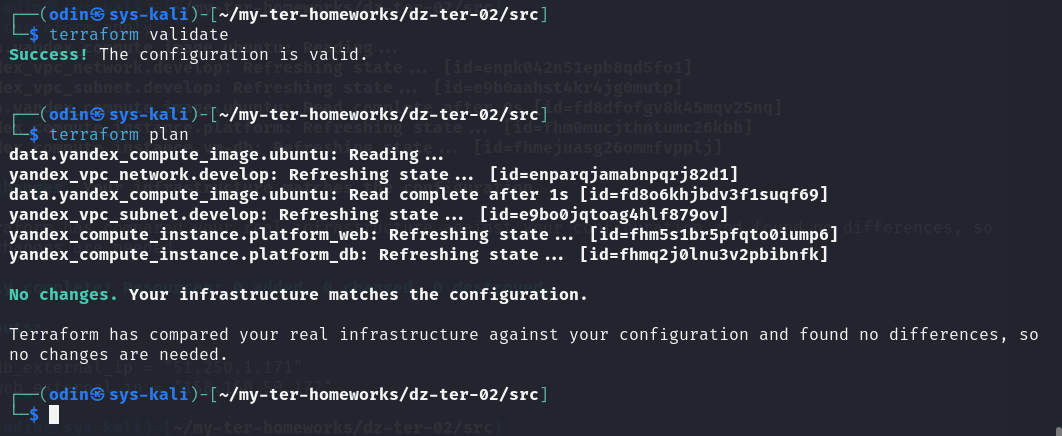 ┌──(odin㉿sys-kali)-[~/my-ter-homeworks/dz-ter-02/src]
└─$ terraform validate
Success! The configuration is valid.
┌──(odin㉿sys-kali)-[~/my-ter-homeworks/dz-ter-02/src]
└─$ terraform plan
data.yandex_compute_image.ubuntu: Reading...
yandex_vpc_network.develop: Refreshing state... [id=enparqjamabnpqrj82d1]
data.yandex_compute_image.ubuntu: Read complete after 1s [id=fd8o6khjbdv3f1suqf69]
yandex_vpc_subnet.develop: Refreshing state... [id=e9bo0jqtoag4hlf879ov]
yandex_compute_instance.platform_web: Refreshing state... [id=fhm5s1br5pfqto0iump6]
yandex_compute_instance.platform_db: Refreshing state... [id=fhmq2j0lnu3v2pbibnfk]
No changes. Your infrastructure matches the configuration.
Terraform has compared your real infrastructure against your configuration and found no differences, so
no changes are needed.
┌──(odin㉿sys-kali)-[~/my-ter-homeworks/dz-ter-02/src]
└─$